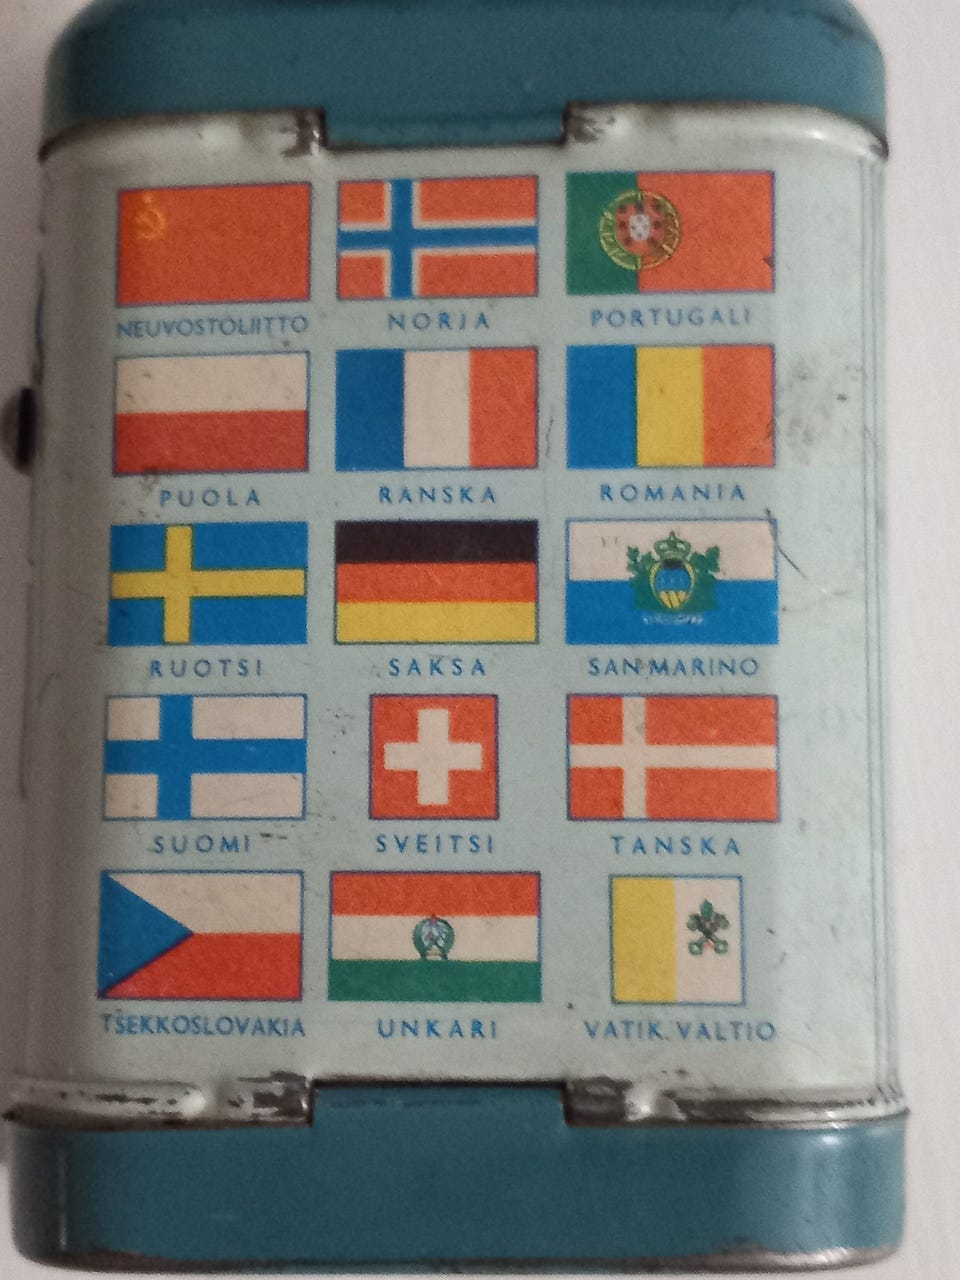 NEUVOSTOLIITTO
NORJA
PORTUGALI
PUOLA
RANSKA
ROMANIA
RUOTSI
SAKSA
SAN MARINO
SUOMI
SVEITSI
TANSKA
TŠEKKOSLOVAKIA
UNKARI
VATIK. VALTIO